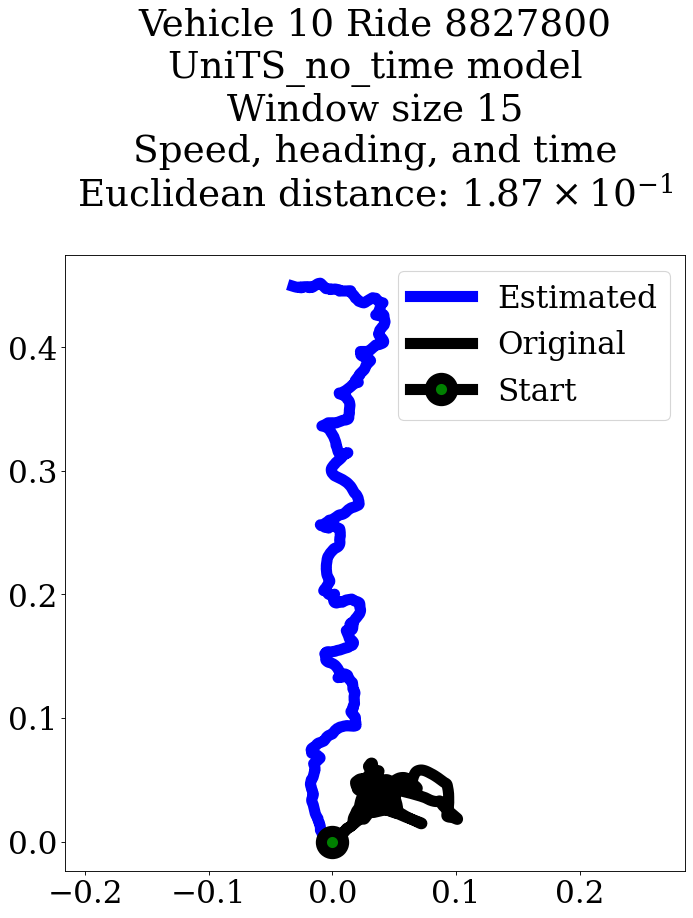 Vehicle 10 Ride 8827800
UniTS_no_time model
Window size 15
Speed, heading, and time
Euclidean distance: 1.87 × 10⁻¹
Estimated
Original
Start
0.4
0.3
0.2
0.1
0.0
−0.2 −0.1 0.0 0.1 0.2